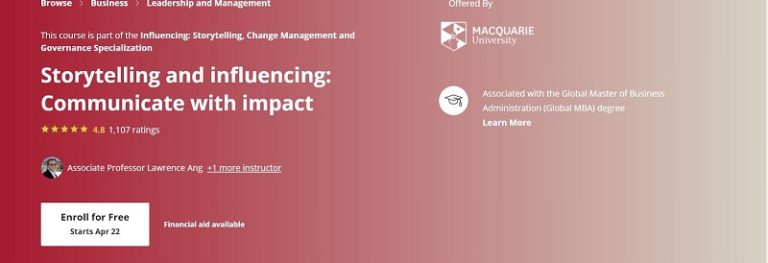 Browse > Business > Leadership and Management
This course is part of the Influencing: Storytelling, Change Management and
Governance Specialization
Storytelling and influencing:
Communicate with impact
4.8 1,107 ratings
Associate Professor Lawrence Ang +1 more instructor
Enroll for Free
Starts Apr 22
Financial aid available
Offered By
MACQUARIE
University
Associated with the Global Master of Business
Administration (Global MBA) degree
Learn More